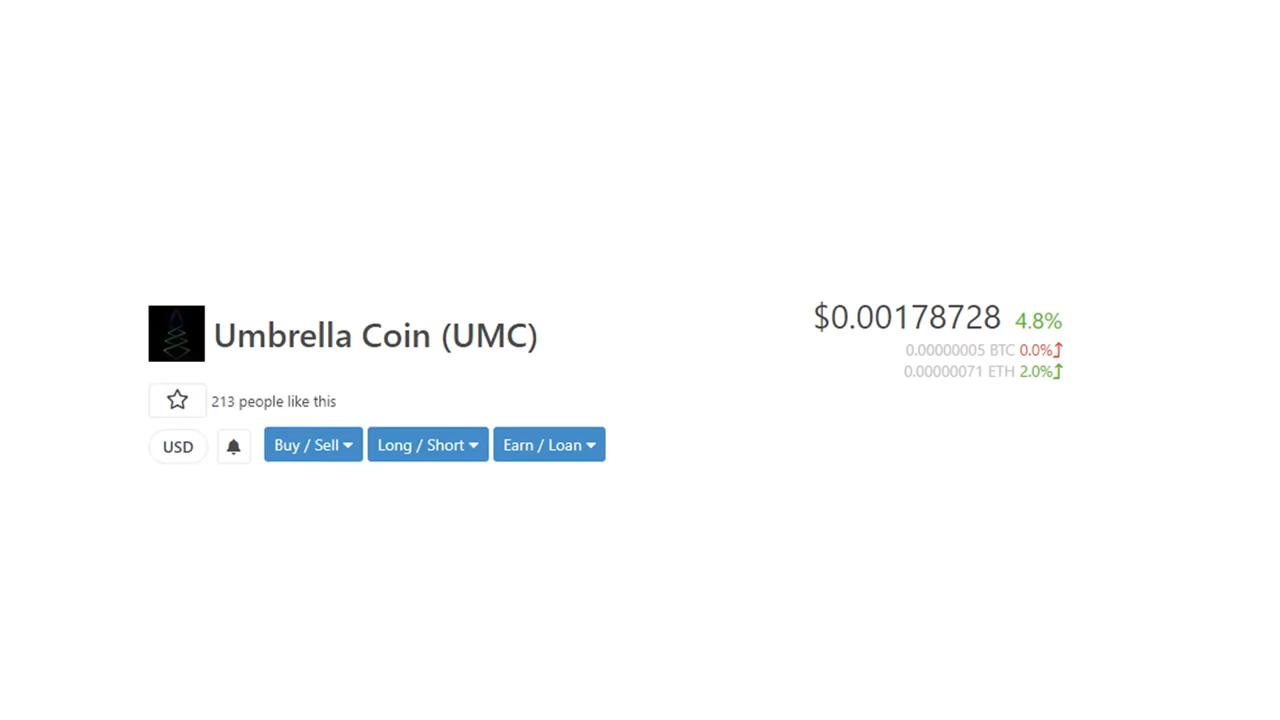 Umbrella Coin (UMC)
$0.00178728 4.8%
0.00000005 BTC 0.0%
0.00000071 ETH 2.0%
213 people like this
USD
Buy / Sell
Long / Short
Earn / Loan